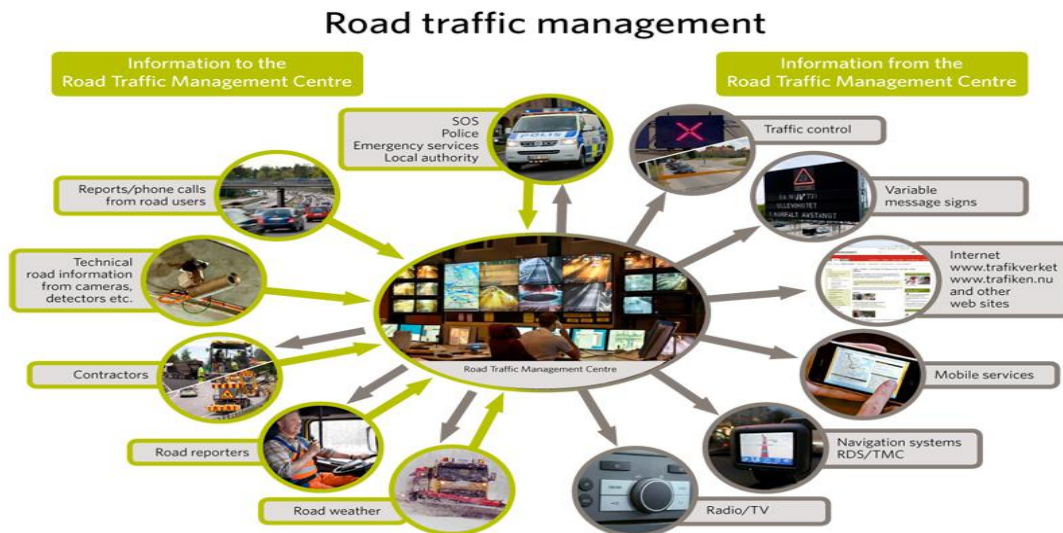 Road traffic management
Information to the
Road Traffic Management Centre
Information from the
Road Traffic Management Centre
SOS
Police
Emergency services
Local authority
POLIS
Traffic control
Reports/phone calls
from road users
Variable
message signs
Technical
road information
from cameras,
detectors etc.
Internet
www.trafikverket
www.trafiken.nu
and other
web sites
Road Traffic Management Centre
Contractors
Mobile services
Road reporters
Navigation systems
RDS/TMC
Road weather
Radio/TV